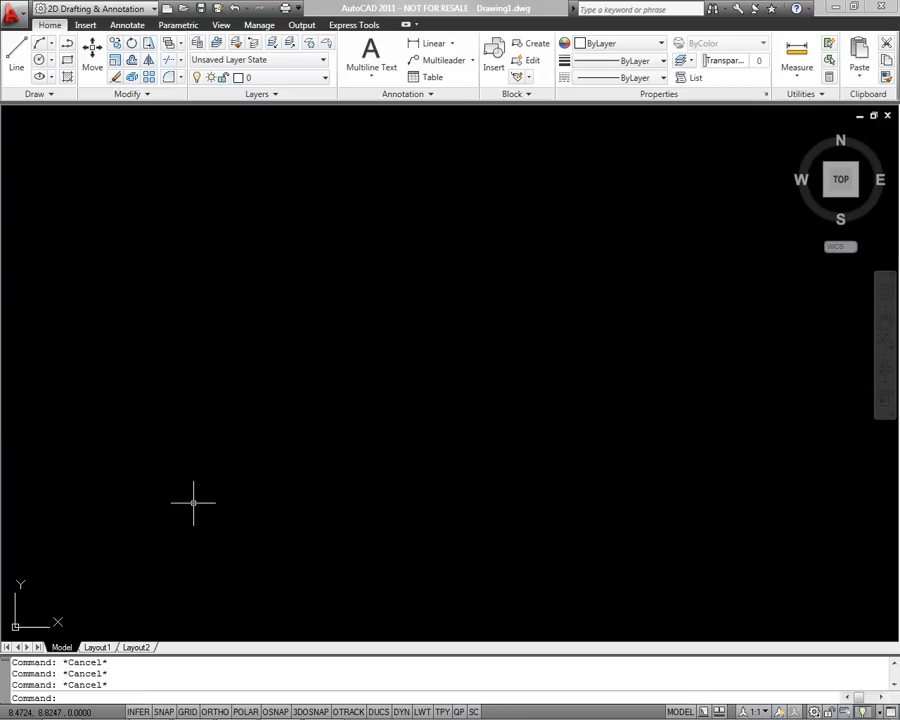 2D Drafting & Annotation
AutoCAD 2011 - NOT FOR RESALE Drawing1.dwg
Type a keyword or phrase
Home Insert Annotate Parametric View Manage Output Express Tools
Line
Move
Unsaved Layer State
0
A
Multiline Text
Linear
Multileader
Table
Insert
Create
Edit
ByLayer
ByLayer
ByLayer
ByColor
Transpar... 0
List
Measure
Paste
Draw Modify Layers Annotation Block Properties Utilities Clipboard
N
W TOP E
S
WCS
Y
X
Model Layout1 Layout2
Command: *Cancel*
Command: *Cancel*
Command: *Cancel*
Command:
8.4724, 8.8247, 0.0000 INFER SNAP GRID ORTHO POLAR OSNAP 3DOSNAP OTRACK DUCS DYN LWT TPY QP SC MODEL 1:1